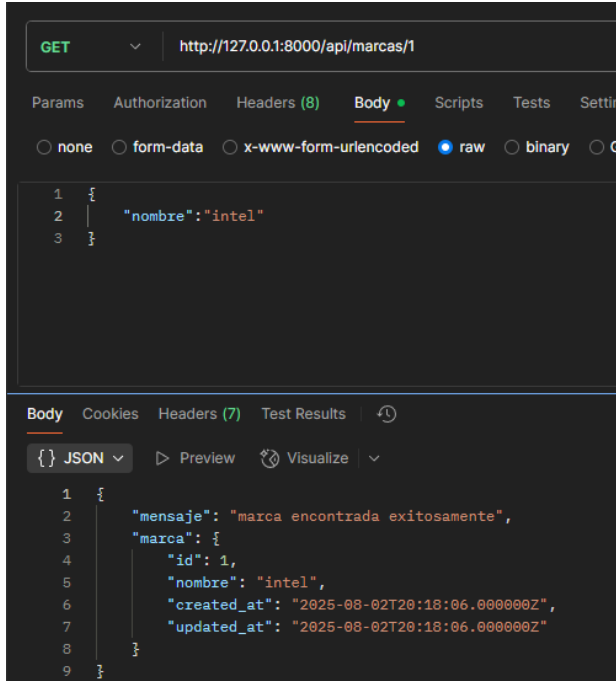 GET http://127.0.0.1:8000/api/marcas/1
Params Authorization Headers (8) Body Scripts Tests
none form-data x-www-form-urlencoded raw binary
1 {
2 "nombre":"intel"
3 }
Body Cookies Headers (7) Test Results
{} JSON Preview Visualize
1 {
2 "mensaje": "marca encontrada exitosamente",
3 "marca": {
4 "id": 1,
5 "nombre": "intel",
6 "created_at": "2025-08-02T20:18:06.000000Z",
7 "updated_at": "2025-08-02T20:18:06.000000Z"
8 }
9 }